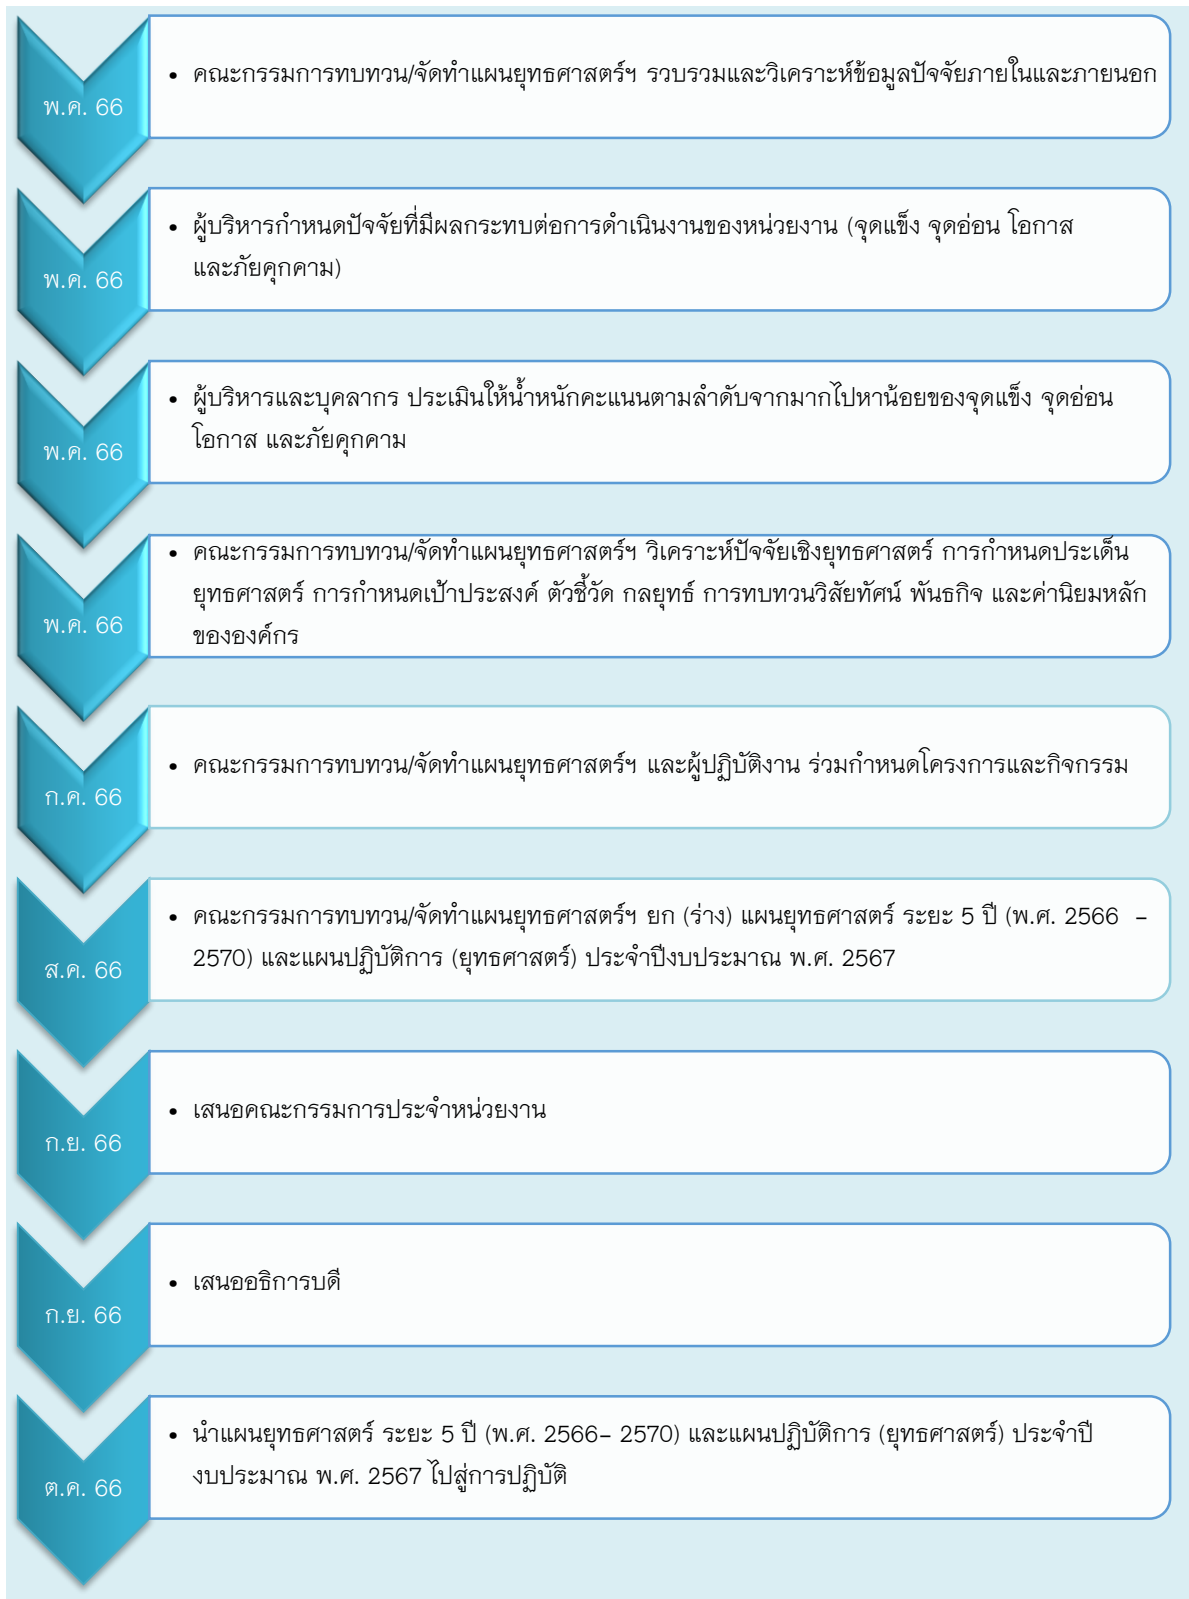 พ.ค. 66
• คณะกรรมการทบทวน/จัดทำแผนยุทธศาสตร์ฯ รวบรวมและวิเคราะห์ข้อมูลปัจจัยภายในและภายนอก
พ.ค. 66
• ผู้บริหารกำหนดปัจจัยที่มีผลกระทบต่อการดำเนินงานของหน่วยงาน (จุดแข็ง จุดอ่อน โอกาส
และภัยคุกคาม)
พ.ค. 66
• ผู้บริหารและบุคลากร ประเมินให้น้ำหนักคะแนนตามลำดับจากมากไปหาน้อยของจุดแข็ง จุดอ่อน
โอกาส และภัยคุกคาม
พ.ค. 66
• คณะกรรมการทบทวน/จัดทำแผนยุทธศาสตร์ฯ วิเคราะห์ปัจจัยเชิงยุทธศาสตร์ การกำหนดประเด็น
ยุทธศาสตร์ การกำหนดเป้าประสงค์ ตัวชี้วัด กลยุทธ์ การทบทวนวิสัยทัศน์ พันธกิจ และค่านิยมหลัก
ขององค์กร
ก.ค. 66
• คณะกรรมการทบทวน/จัดทำแผนยุทธศาสตร์ฯ และผู้ปฏิบัติงาน ร่วมกำหนดโครงการและกิจกรรม
ส.ค. 66
• คณะกรรมการทบทวน/จัดทำแผนยุทธศาสตร์ฯ ยก (ร่าง) แผนยุทธศาสตร์ ระยะ 5 ปี (พ.ศ. 2566 –
2570) และแผนปฏิบัติการ (ยุทธศาสตร์) ประจำปีงบประมาณ พ.ศ. 2567
ก.ย. 66
• เสนอคณะกรรมการประจำหน่วยงาน
ก.ย. 66
• เสนออธิการบดี
ต.ค. 66
• นำแผนยุทธศาสตร์ ระยะ 5 ปี (พ.ศ. 2566– 2570) และแผนปฏิบัติการ (ยุทธศาสตร์) ประจำปี
งบประมาณ พ.ศ. 2567 ไปสู่การปฏิบัติ